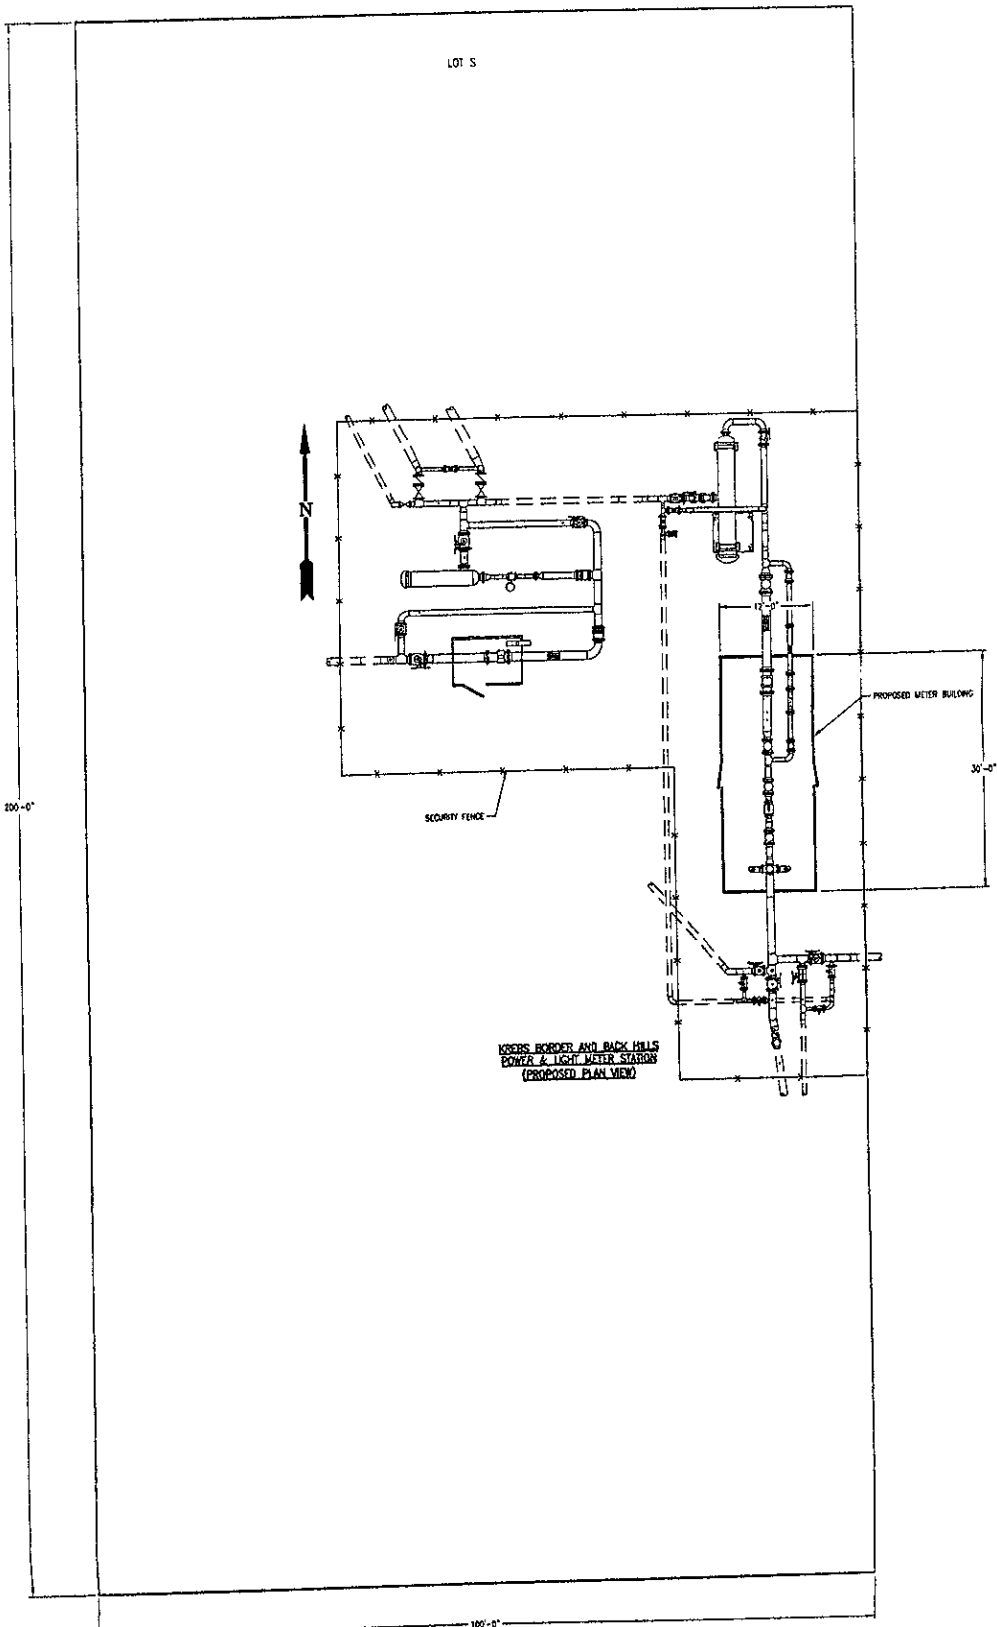 LOT S
N
12'-0"
PROPOSED METER BUILDING
30'-0"
200'-0"
SECURITY FENCE
KREBS BORDER AND BACK HILLS
POWER & LIGHT METER STATION
(PROPOSED PLAN VIEW)
100'-0"